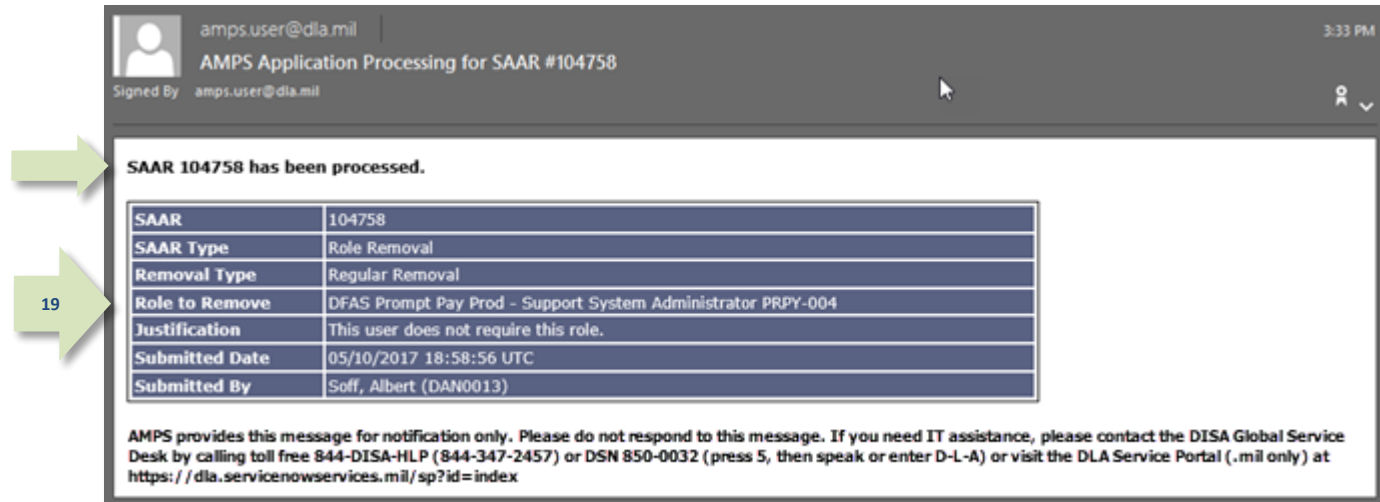 amps.user@dla.mil
3:33 PM
AMPS Application Processing for SAAR #104758
Signed By amps.user@dla.mil
SAAR 104758 has been processed.
SAAR 104758
SAAR Type Role Removal
Removal Type Regular Removal
19
Role to Remove DFAS Prompt Pay Prod - Support System Administrator PRPY-004
Justification This user does not require this role.
Submitted Date 05/10/2017 18:58:56 UTC
Submitted By Soff, Albert (DAN0013)
AMPS provides this message for notification only. Please do not respond to this message. If you need IT assistance, please contact the DISA Global Service
Desk by calling toll free 844-DISA-HLP (844-347-2457) or DSN 850-0032 (press 5, then speak or enter D-L-A) or visit the DLA Service Portal (.mil only) at
https://dla.servicenowservices.mil/sp?id=index